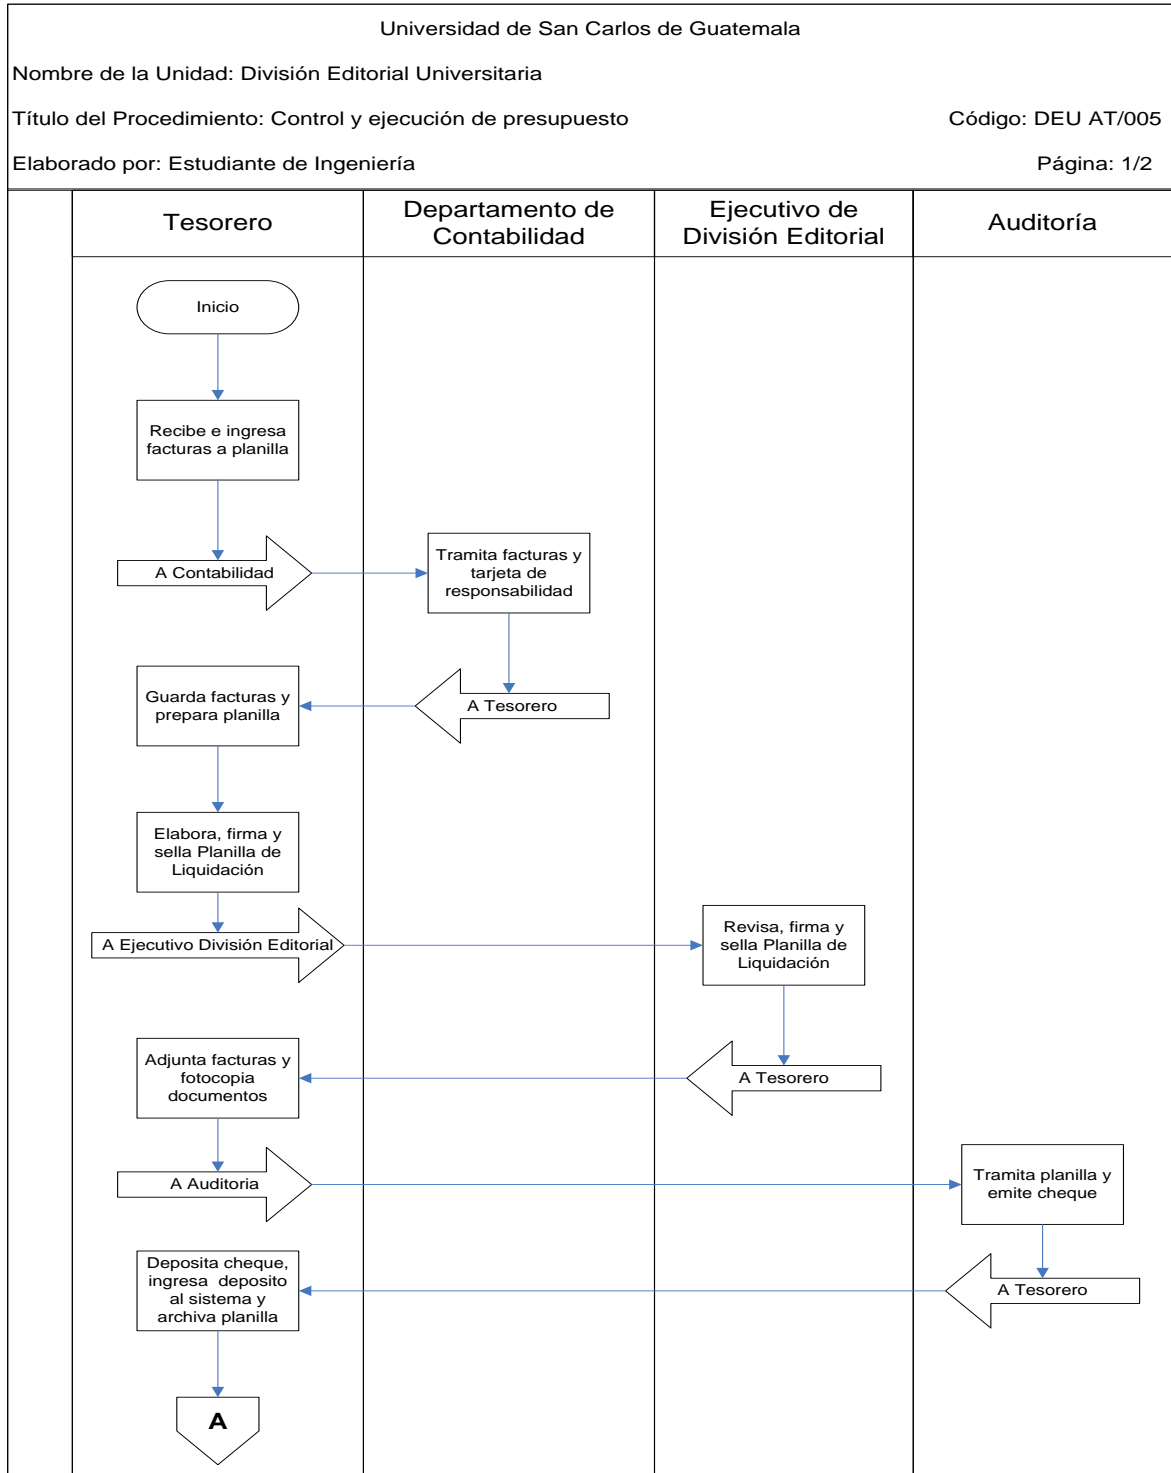 Universidad de San Carlos de Guatemala
Nombre de la Unidad: División Editorial Universitaria
Título del Procedimiento: Control y ejecución de presupuesto
Código: DEU AT/005
Elaborado por: Estudiante de Ingeniería
Página: 1/2
Tesorero
Departamento de
Contabilidad
Ejecutivo de
División Editorial
Auditoría
Inicio
Recibe e ingresa
facturas a planilla
A Contabilidad
Tramita facturas y
tarjeta de
responsabilidad
A Tesorero
Guarda facturas y
prepara planilla
Elabora, firma y
sella Planilla de
Liquidación
A Ejecutivo División Editorial
Revisa, firma y
sella Planilla de
Liquidación
A Tesorero
Adjunta facturas y
fotocopia
documentos
A Auditoria
Tramita planilla y
emite cheque
A Tesorero
Deposita cheque,
ingresa deposito
al sistema y
archiva planilla
A